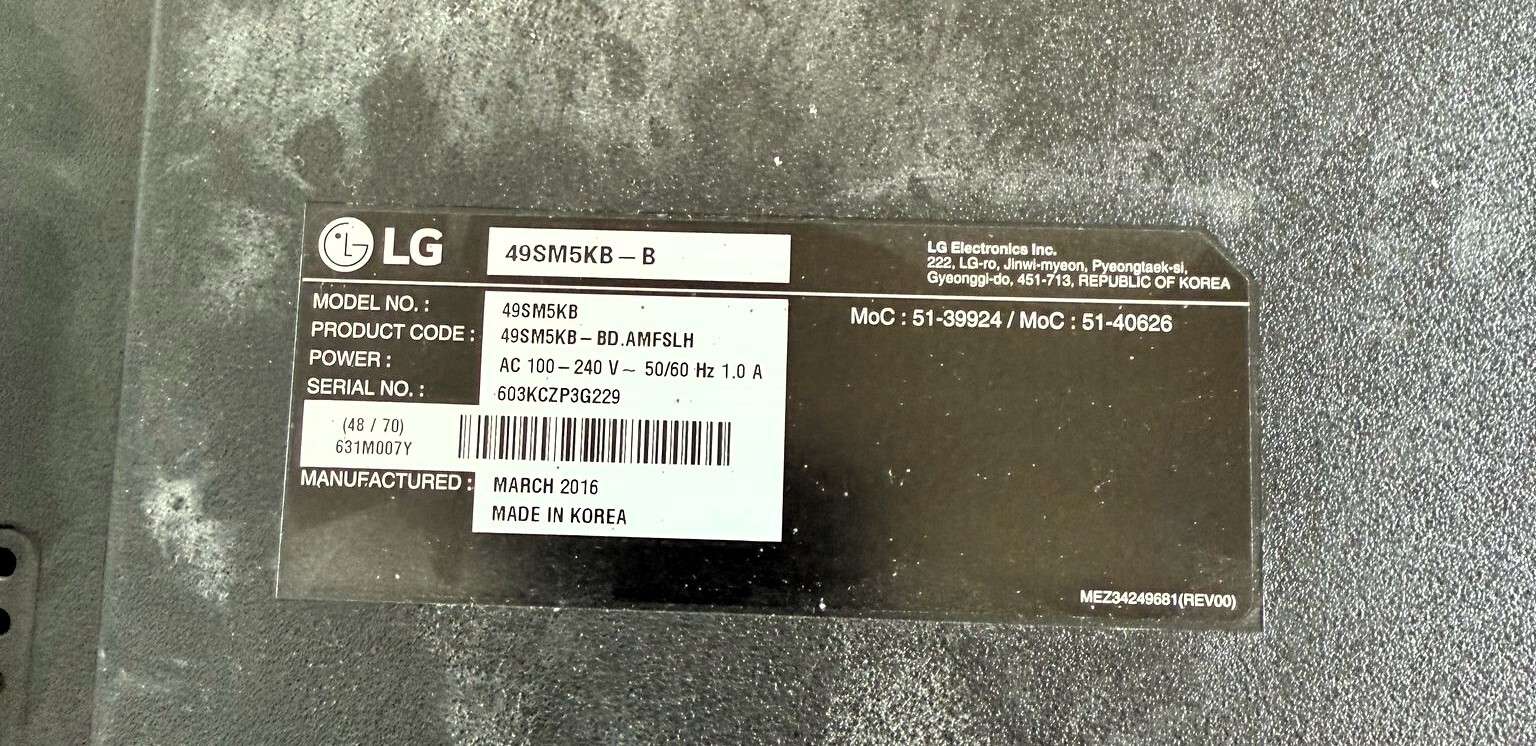 LG
49SM5KB – B
LG Electronics Inc.
222, LG-ro, Jinwi-myeon, Pyeongtaek-si,
Gyeonggi-do, 451-713, REPUBLIC OF KOREA
MODEL NO. : 49SM5KB
PRODUCT CODE : 49SM5KB – BD.AMFSLH
POWER : AC 100 – 240 V ~ 50/60 Hz 1.0 A
SERIAL NO. : 603KCZP3G229
MoC : 51-39924 / MoC : 51-40626
(48 / 70)
631M007Y
MANUFACTURED : MARCH 2016
MADE IN KOREA
MEZ34249681(REV00)